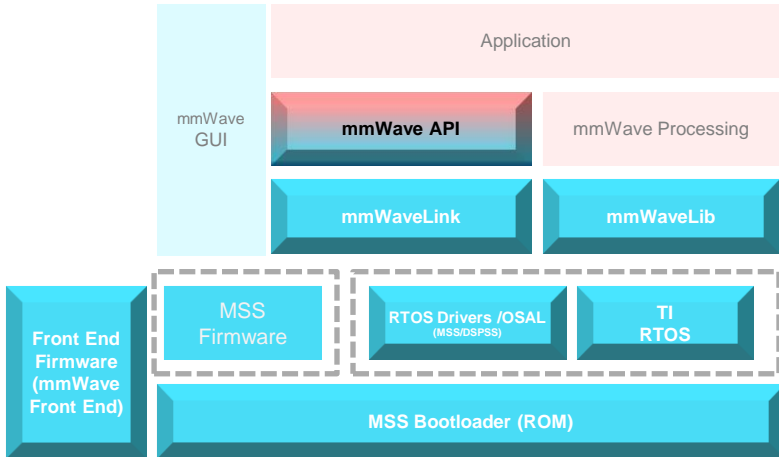 Application
mmWave
GUI
mmWave API
mmWave Processing
mmWaveLink
mmWaveLib
Front End
Firmware
(mmWave
Front End)
MSS
Firmware
RTOS Drivers /OSAL
(MSS/DSPSS)
TI
RTOS
MSS Bootloader (ROM)